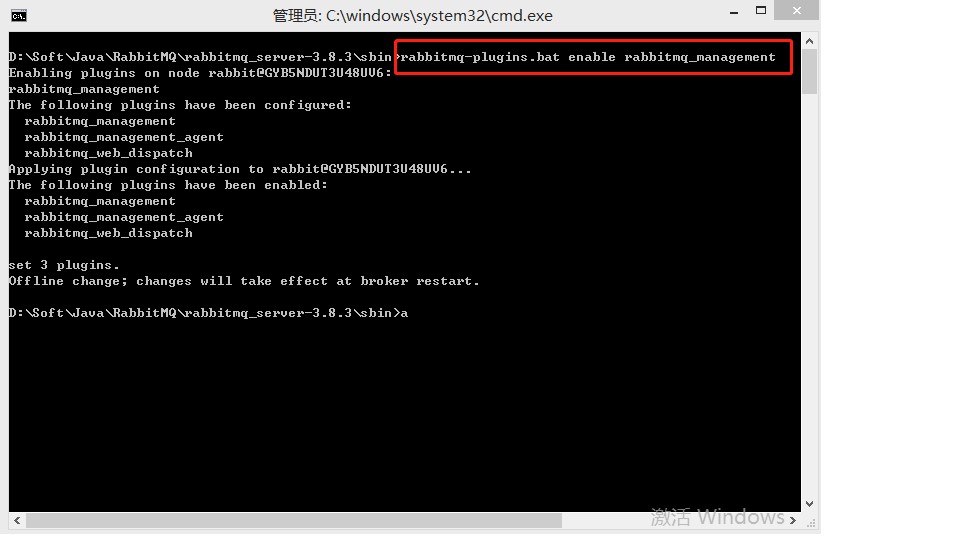 管理员: C:\windows\system32\cmd.exe
D:\Soft\Java\RabbitMQ\rabbitmq_server-3.8.3\sbin>rabbitmq-plugins.bat enable rabbitmq_management
Enabling plugins on node rabbit@GYB5NDUT3U48UV6:
rabbitmq_management
The following plugins have been configured:
rabbitmq_management
rabbitmq_management_agent
rabbitmq_web_dispatch
Applying plugin configuration to rabbit@GYB5NDUT3U48UV6...
The following plugins have been enabled:
rabbitmq_management
rabbitmq_management_agent
rabbitmq_web_dispatch
set 3 plugins.
Offline change; changes will take effect at broker restart.
D:\Soft\Java\RabbitMQ\rabbitmq_server-3.8.3\sbin>a
激活 Windows